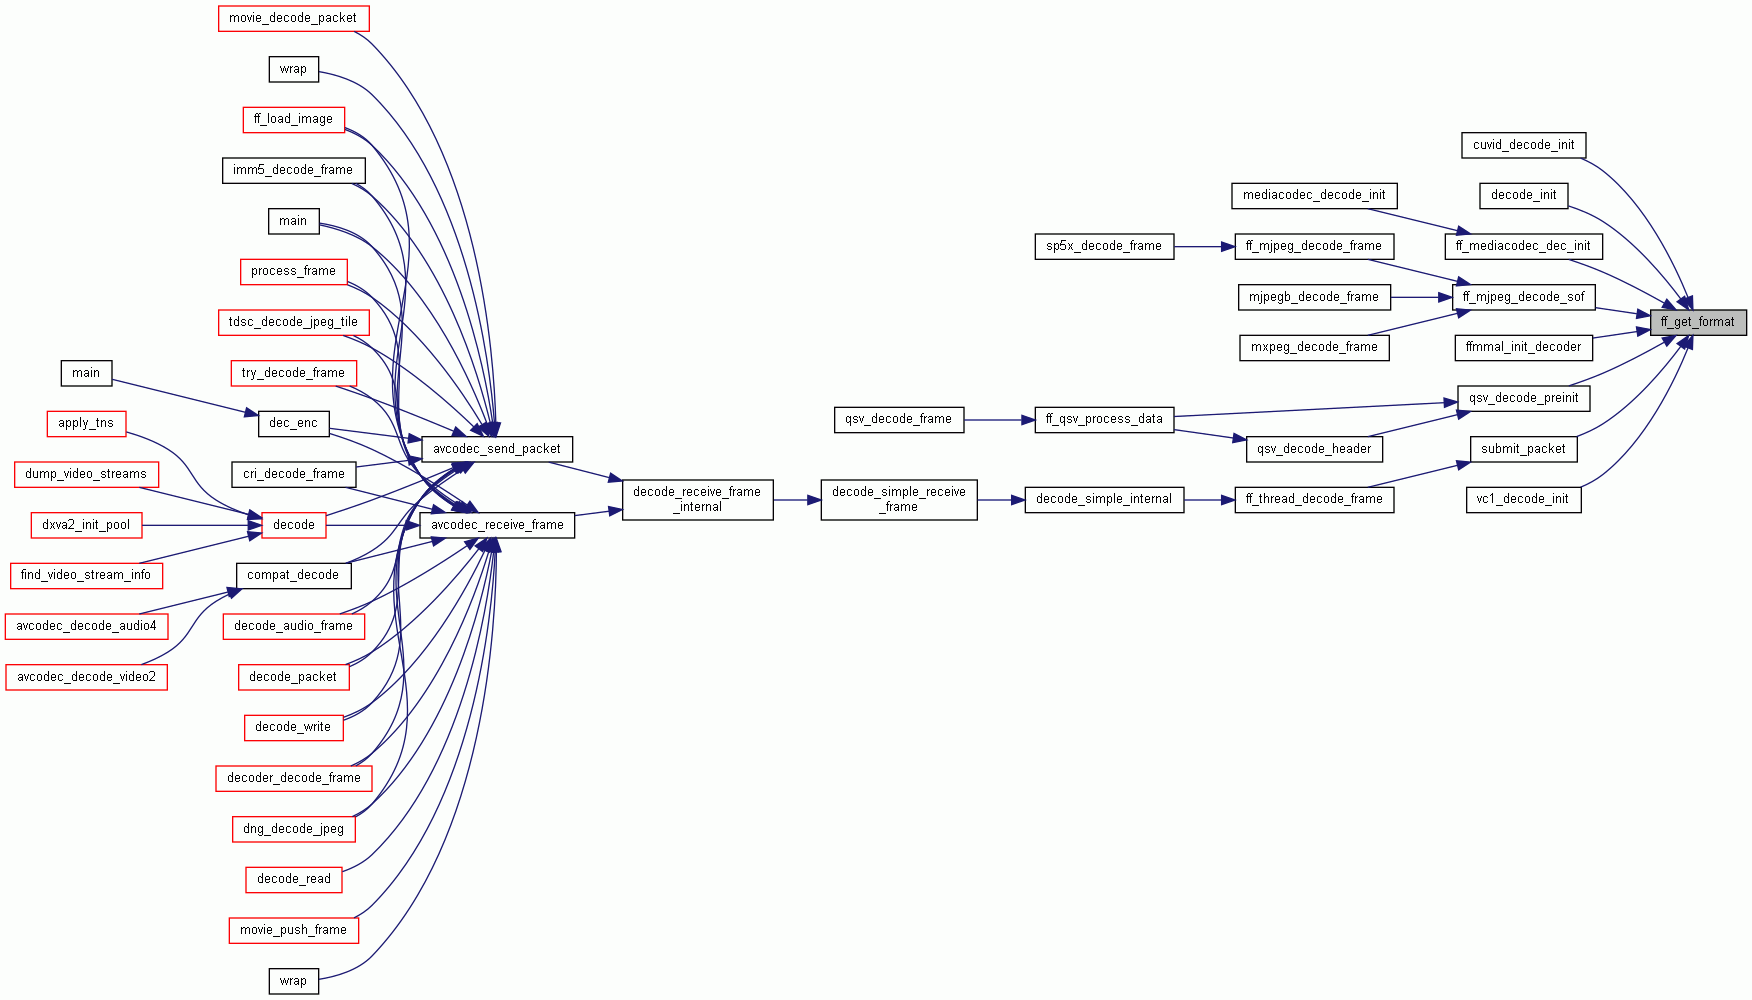 movie_decode_packet
wrap
ff_load_image
imm5_decode_frame
main
process_frame
tdsc_decode_jpeg_tile
try_decode_frame
main
dec_enc
apply_tns
cri_decode_frame
dump_video_streams
decode
dxva2_init_pool
find_video_stream_info
compat_decode
avcodec_decode_audio4
decode_audio_frame
avcodec_decode_video2
decode_packet
decode_write
decoder_decode_frame
dng_decode_jpeg
decode_read
movie_push_frame
wrap
avcodec_send_packet
avcodec_receive_frame
decode_receive_frame
_internal
decode_simple_receive
_frame
decode_simple_internal
qsv_decode_frame
ff_qsv_process_data
sp5x_decode_frame
mediacodec_decode_init
ff_mjpeg_decode_frame
mjpegb_decode_frame
mxpeg_decode_frame
qsv_decode_header
ff_thread_decode_frame
cuvid_decode_init
decode_init
ff_mediacodec_dec_init
ff_mjpeg_decode_sof
ffmmal_init_decoder
qsv_decode_preinit
submit_packet
vc1_decode_init
ff_get_format